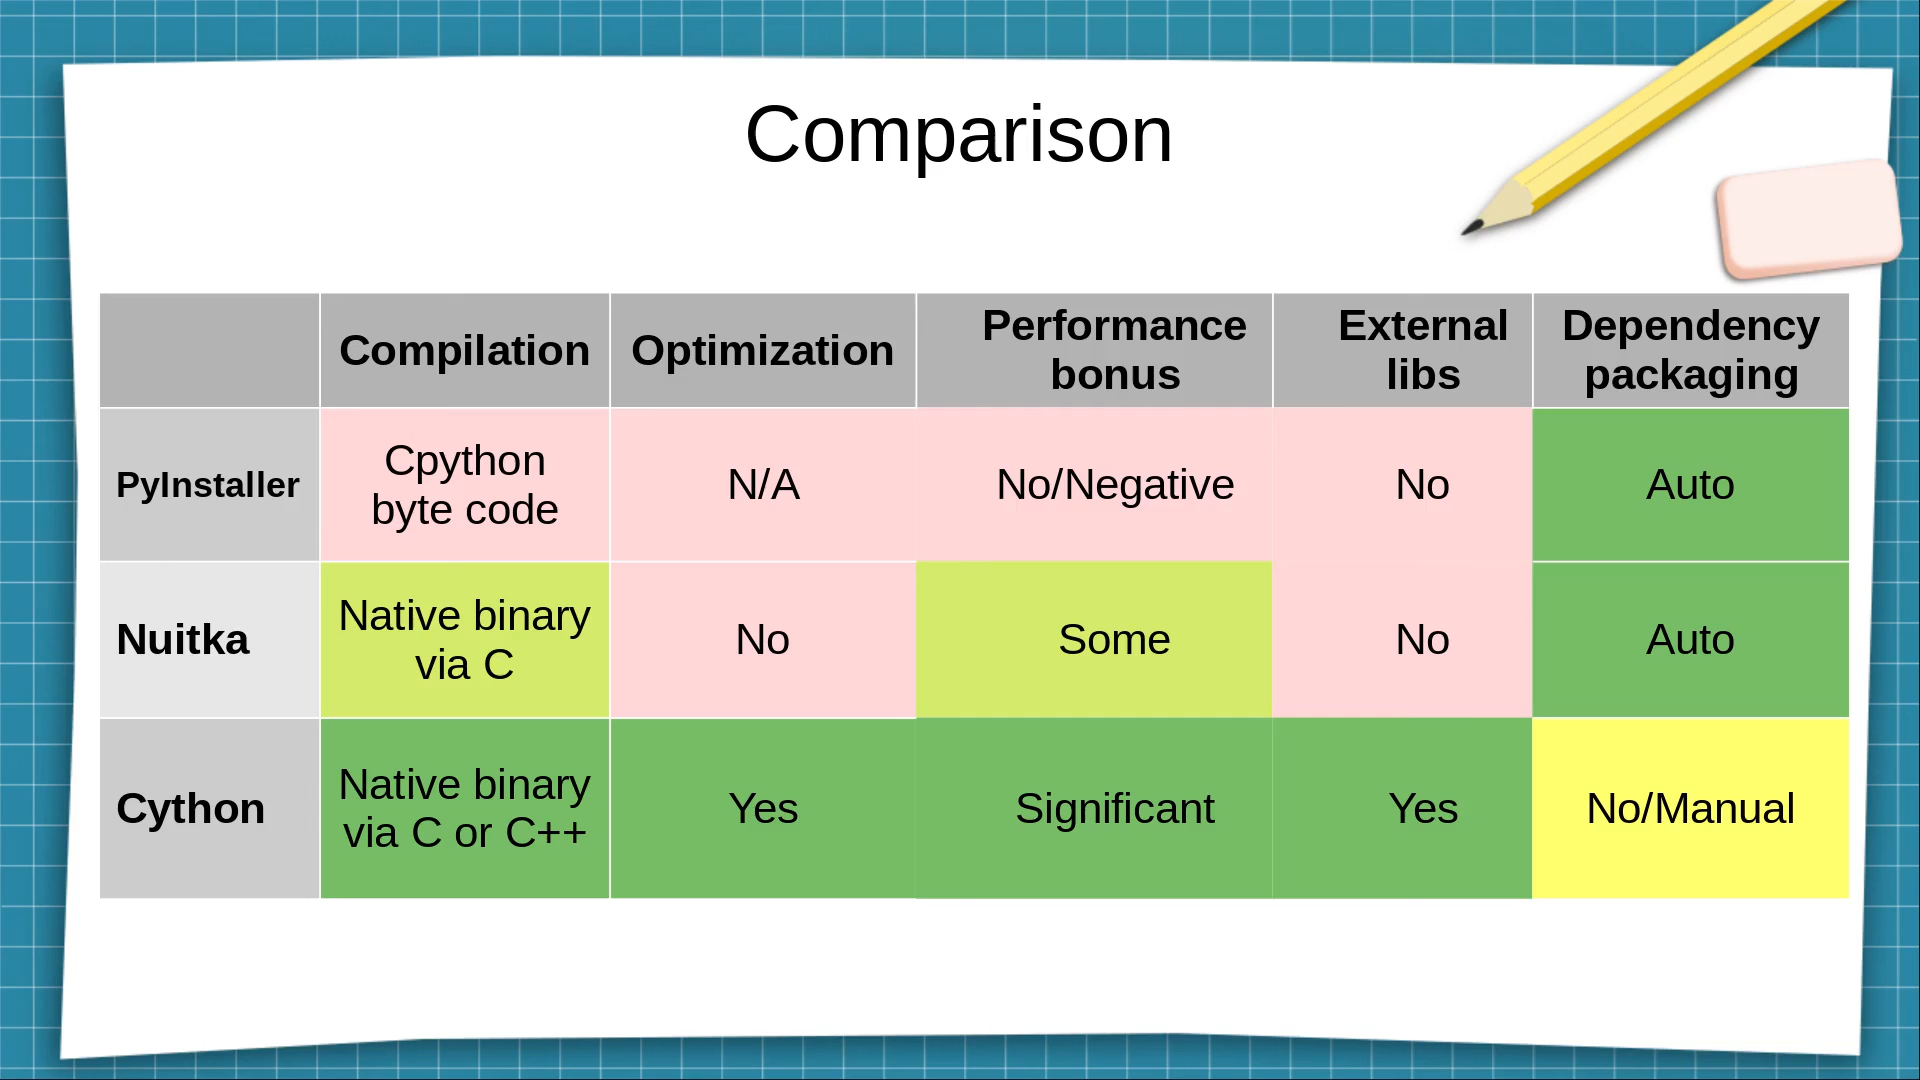 Comparison
Compilation
Optimization
Performance
bonus
External
libs
Dependency
packaging
PyInstaller
Cpython
byte code
N/A
No/Negative
No
Auto
Nuitka
Native binary
via C
No
Some
No
Auto
Cython
Native binary
via C or C++
Yes
Significant
Yes
No/Manual